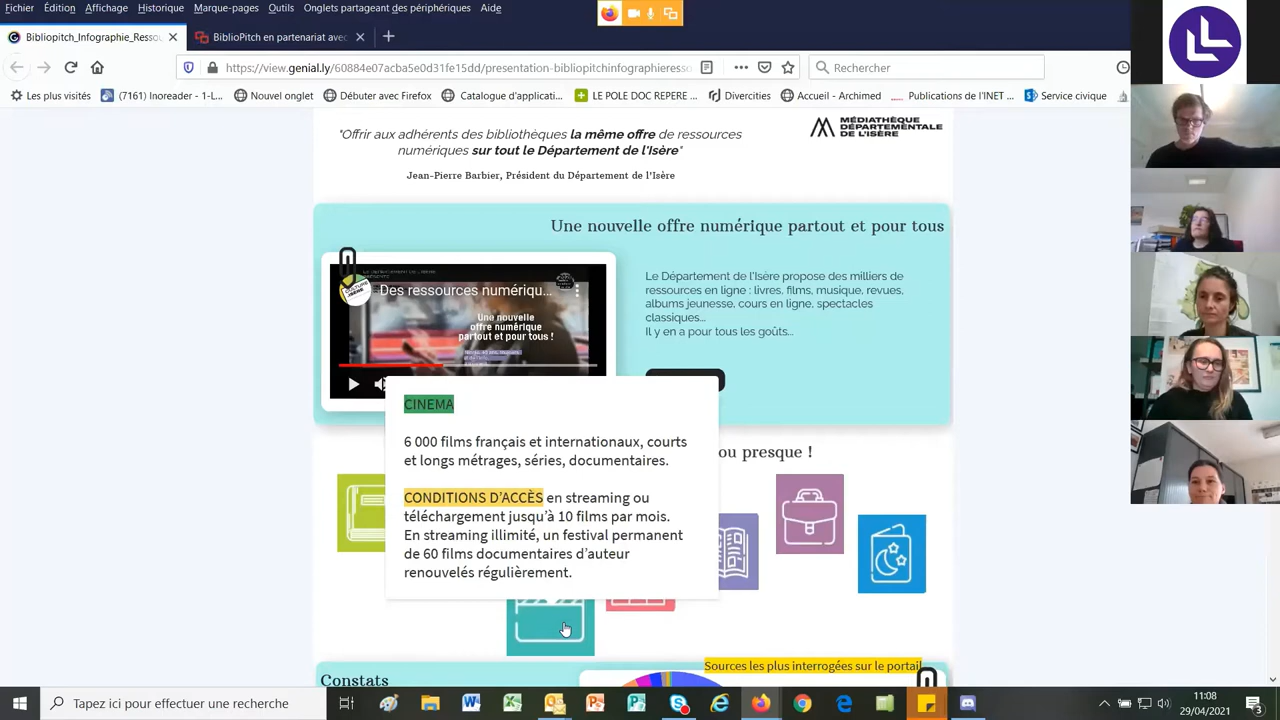 Fichier Édition Affichage Historique Marque-pages Outils Onglets partageant des périphériques Aide
Bibliopitch_Infographie_Ressou
BiblioPitch en partenariat avec
https://view.genial.ly/60884e07acba5e0d31fe15dd/presentation-bibliopitchinfographieresso
Rechercher
Les plus visités
(7161) Inoreader - 1-L...
Nouvel onglet
Débuter avec Firefox
Catalogue d'applicati...
LE POLE DOC REPERE ...
Divercities
Accueil - Archimed
Publications de l'INET ...
Service civique
"Offrir aux adhérents des bibliothèques la même offre de ressources
numériques sur tout le Département de l'Isère"
Jean-Pierre Barbier, Président du Département de l'Isère
MÉDIATHÈQUE
DÉPARTEMENTALE
DE L'ISÈRE
Une nouvelle offre numérique partout et pour tous
Des ressources numériqu...
Une nouvelle
offre numérique
partout et pour tous !
Le Département de l'Isère propose des milliers de
ressources en ligne : livres, films, musique, revues,
albums jeunesse, cours en ligne, spectacles
classiques...
Il y en a pour tous les goûts...
CINEMA
6 000 films français et internationaux, courts
et longs métrages, séries, documentaires.
CONDITIONS D'ACCÈS en streaming ou
téléchargement jusqu'à 10 films par mois.
En streaming illimité, un festival permanent
de 60 films documentaires d'auteur
renouvelés régulièrement.
ou presque !
Sources les plus interrogées sur le portail
Constats
Tapez ici pour effectuer une recherche
11:08
29/04/2021
3